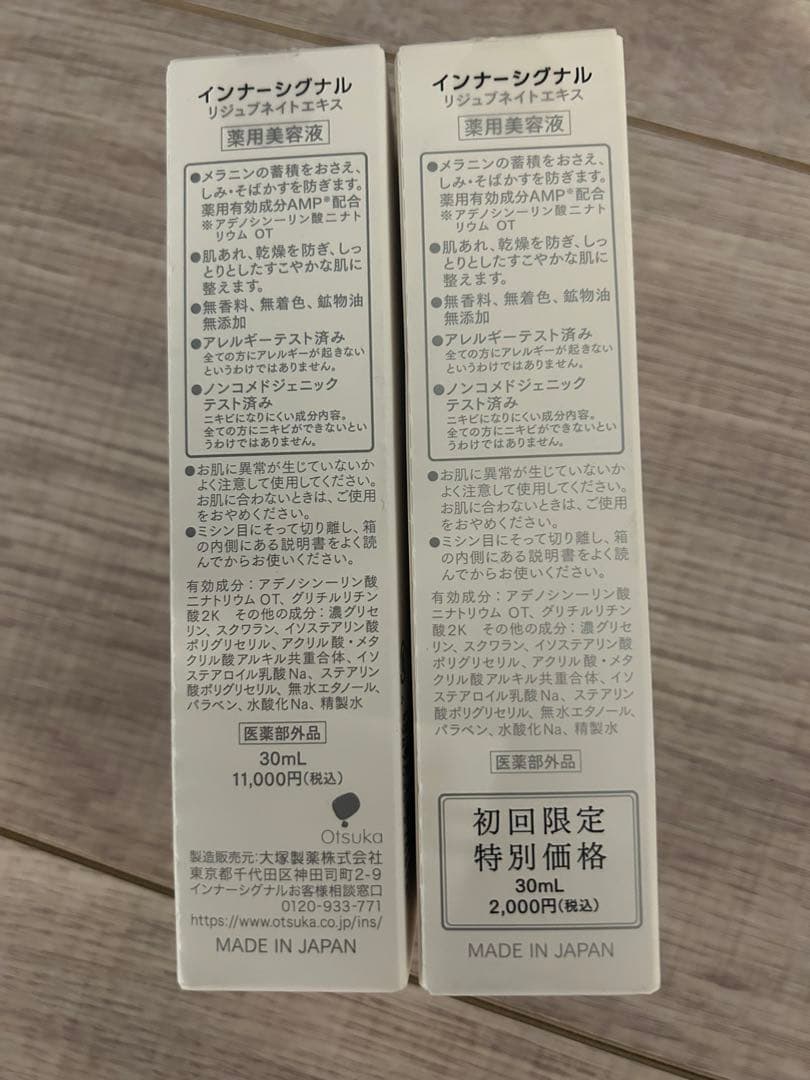 インナーシグナル
リジュブネイトエキス
薬用美容液
●メラニンの蓄積をおさえ、
しみ・そばかすを防ぎます。
薬用有効成分AMP※配合
※アデノシン一リン酸二ナト
リウム OT
●肌あれ、乾燥を防ぎ、しっ
とりとしたすこやかな肌に
整えます。
●無香料、無着色、鉱物油
無添加
●アレルギーテスト済み
全ての方にアレルギーが起きない
というわけではありません。
●ノンコメドジェニック
テスト済み
ニキビになりにくい成分内容。
全ての方にニキビができないとい
うわけではありません。
●お肌に異常が生じていないか
よく注意して使用してください。
お肌に合わないときは、ご使用
をおやめください。
●ミシン目にそって切り離し、箱
の内側にある説明書をよく読
んでからお使いください。
有効成分：アデノシン一リン酸
二ナトリウム OT、グリチルリチン
酸2K その他の成分：濃グリセ
リン、スクワラン、イソステアリン酸
ポリグリセリル、アクリル酸・メタ
クリル酸アルキル共重合体、イソ
ステアロイル乳酸Na、ステアリン
酸ポリグリセリル、無水エタノール、
パラベン、水酸化Na、精製水
医薬部外品
30mL
11,000円(税込)
Otsuka
製造販売元：大塚製薬株式会社
東京都千代田区神田司町2-9
インナーシグナルお客様相談窓口
0120-933-771
https://www.otsuka.co.jp/ins/
MADE IN JAPAN
インナーシグナル
リジュブネイトエキス
薬用美容液
●メラニンの蓄積をおさえ、
しみ・そばかすを防ぎます。
薬用有効成分AMP※配合
※アデノシン一リン酸二ナト
リウム OT
●肌あれ、乾燥を防ぎ、しっ
とりとしたすこやかな肌に
整えます。
●無香料、無着色、鉱物油
無添加
●アレルギーテスト済み
全ての方にアレルギーが起きない
というわけではありません。
●ノンコメドジェニック
テスト済み
ニキビになりにくい成分内容。
全ての方にニキビができないとい
うわけではありません。
●お肌に異常が生じていないか
よく注意して使用してください。
お肌に合わないときは、ご使用
をおやめください。
●ミシン目にそって切り離し、箱
の内側にある説明書をよく読
んでからお使いください。
有効成分：アデノシン一リン酸
二ナトリウム OT、グリチルリチン
酸2K その他の成分：濃グリセ
リン、スクワラン、イソステアリン酸
ポリグリセリル、アクリル酸・メタ
クリル酸アルキル共重合体、イソ
ステアロイル乳酸Na、ステアリン
酸ポリグリセリル、無水エタノール、
パラベン、水酸化Na、精製水
医薬部外品
初回限定
特別価格
30mL
2,000円(税込)
MADE IN JAPAN